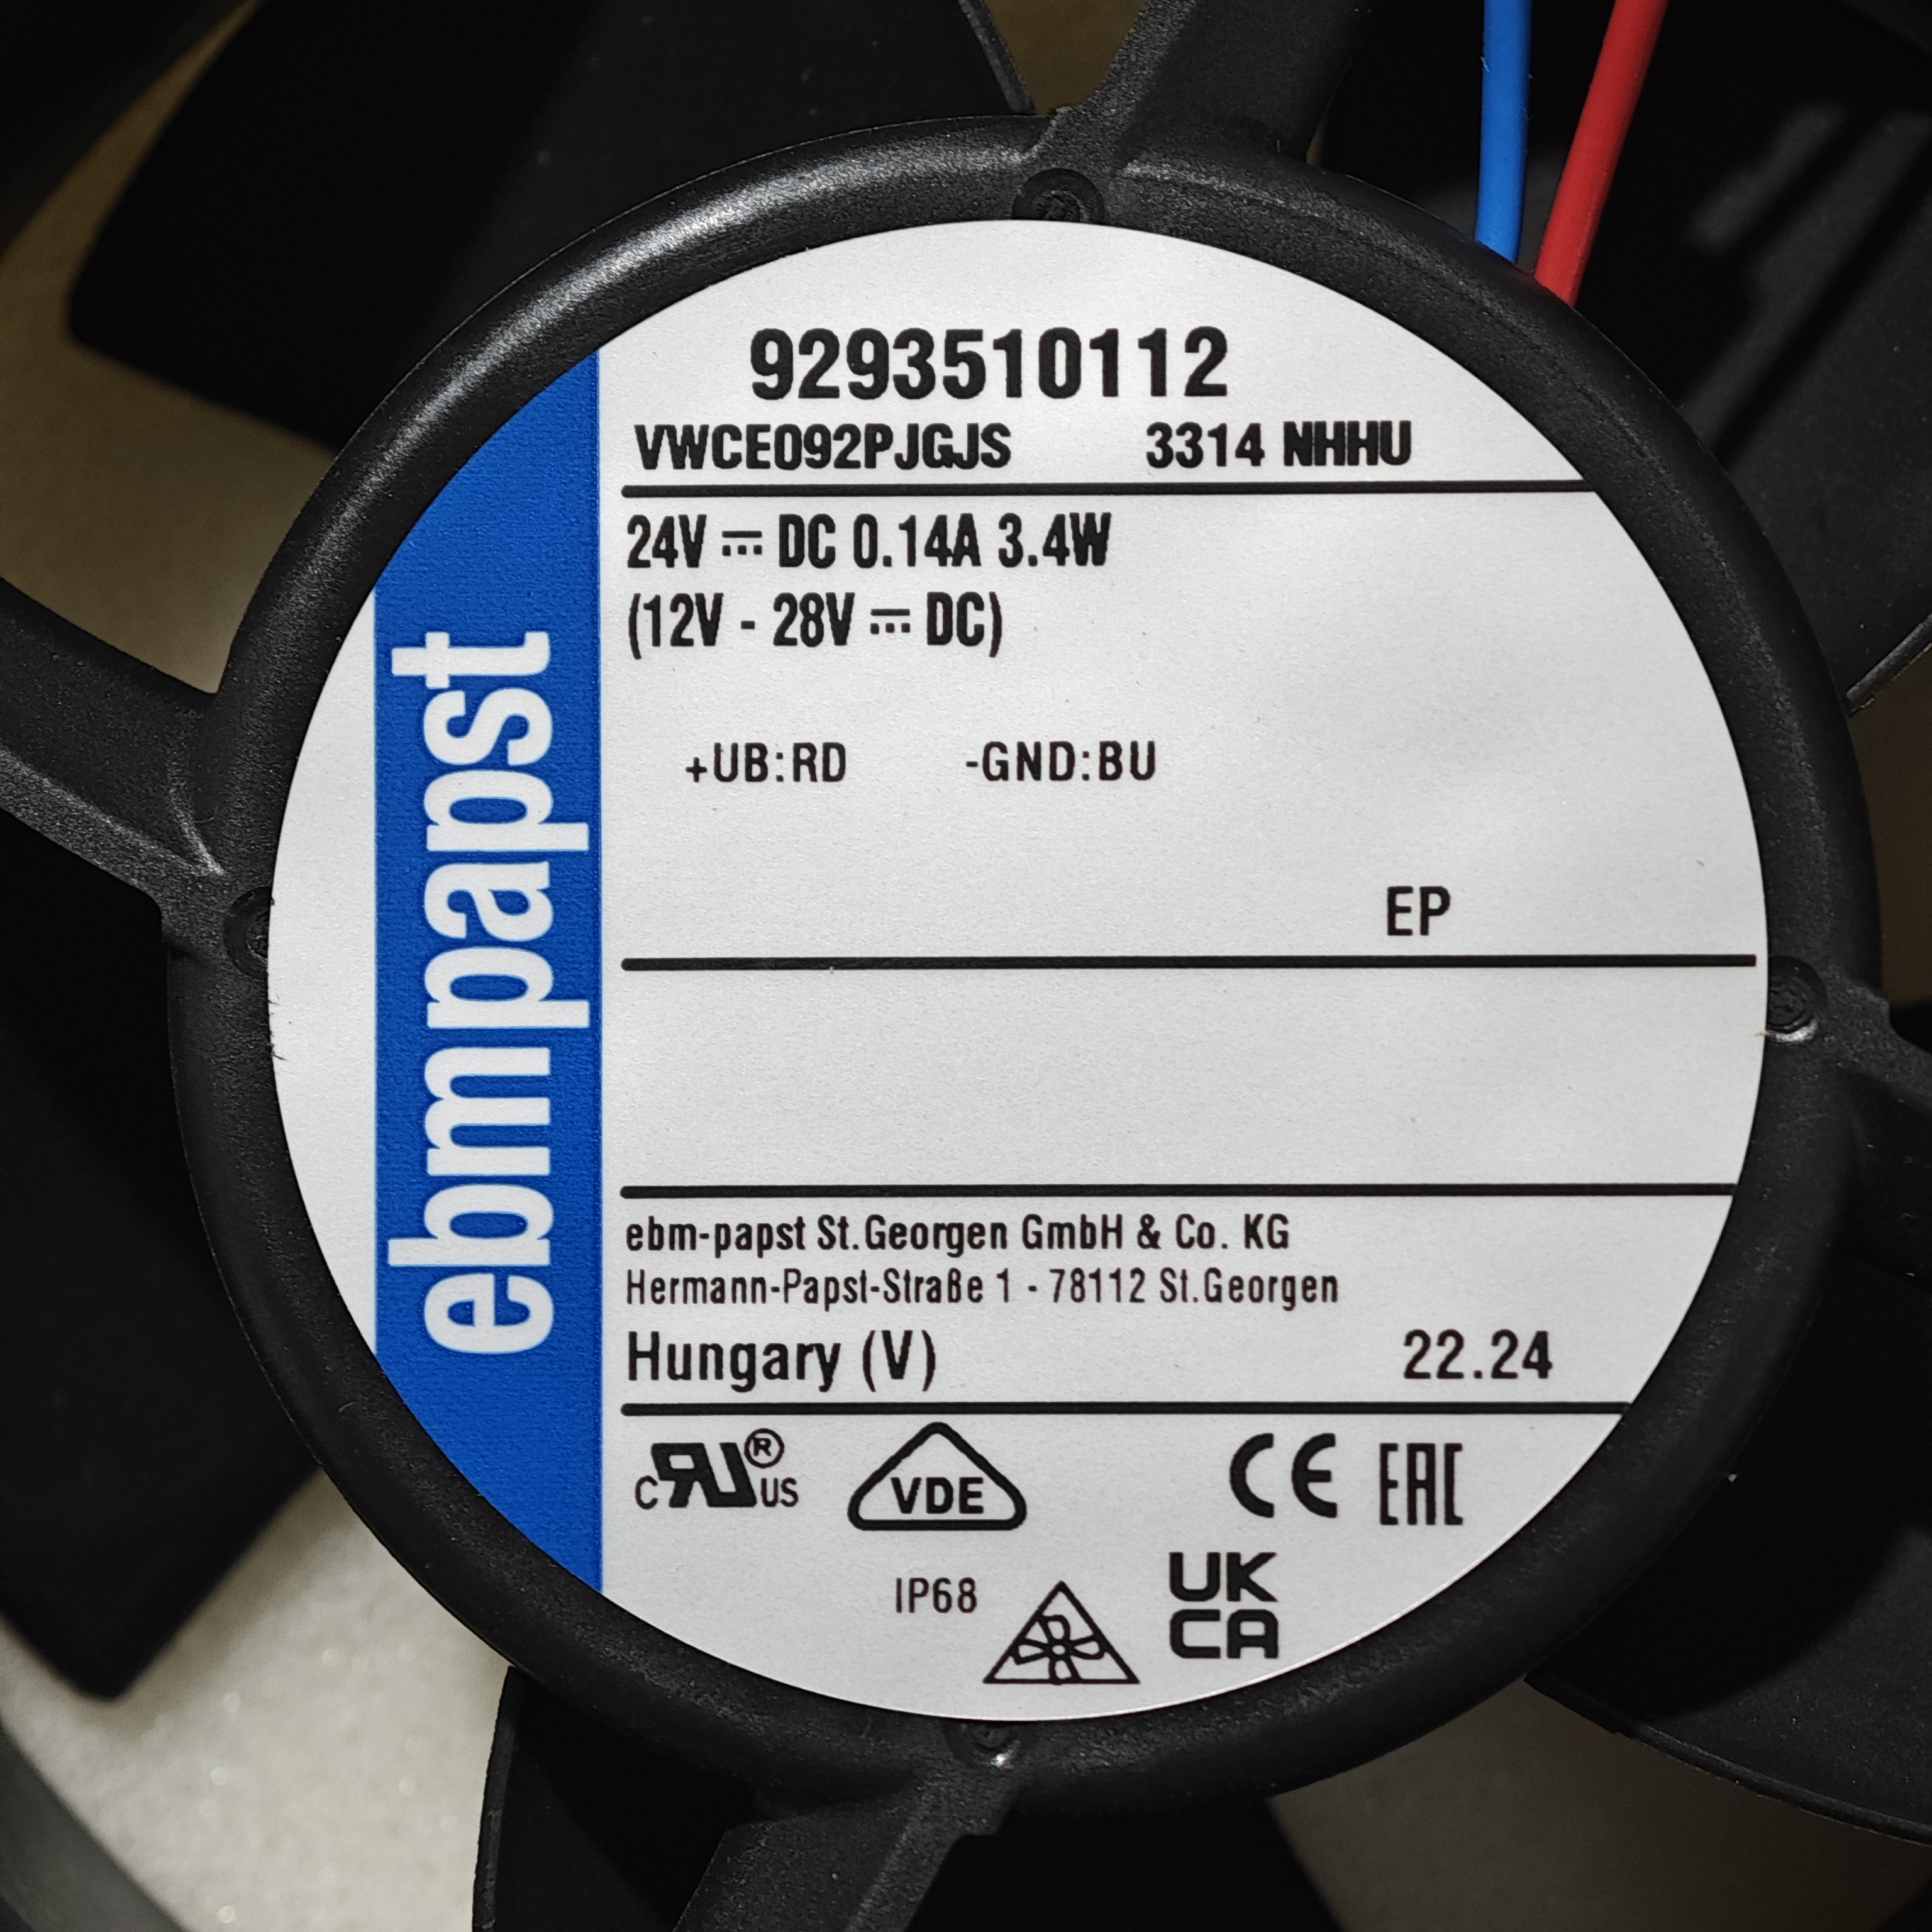 9293510112
VWCE092PJGJS 3314 NHHU
24V ⎓ DC 0.14A 3.4W
(12V - 28V ⎓ DC)
+UB:RD -GND:BU
EP
ebmpapst
ebm-papst St.Georgen GmbH & Co. KG
Hermann-Papst-Straße 1 - 78112 St.Georgen
Hungary (V) 22.24
c RU ® US VDE CE EAC
IP68 UK
CA